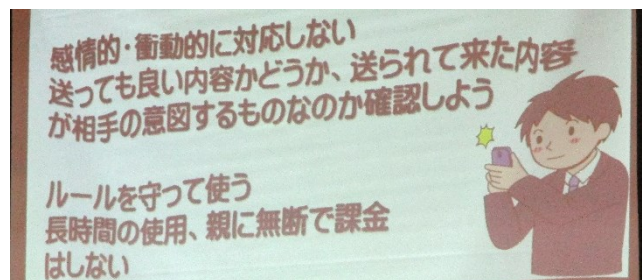 感情的・衝動的に対応しない
送っても良い内容かどうか、送られて来た内容
が相手の意図するものなのか確認しよう
ルールを守って使う
長時間の使用、親に無断で課金
はしない